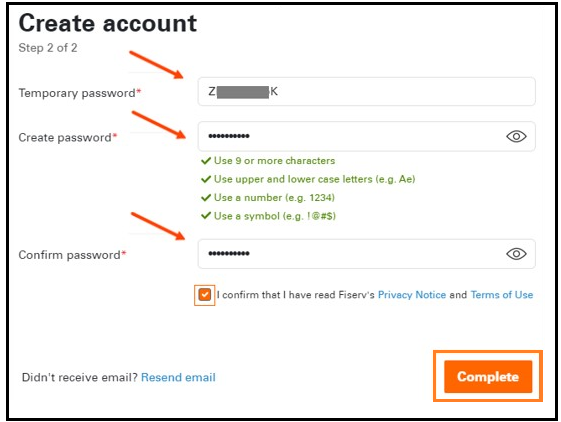 Create account
Step 2 of 2
Temporary password* Z K
Create password* ••••••••••
Use 9 or more characters
Use upper and lower case letters (e.g. Ae)
Use a number (e.g. 1234)
Use a symbol (e.g. !@#$)
Confirm password* ••••••••••
I confirm that I have read Fiserv's Privacy Notice and Terms of Use
Didn't receive email? Resend email
Complete